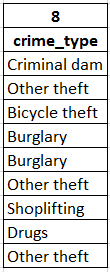 8
crime_type
Criminal dam
Other theft
Bicycle theft
Burglary
Burglary
Other theft
Shoplifting
Drugs
Other theft